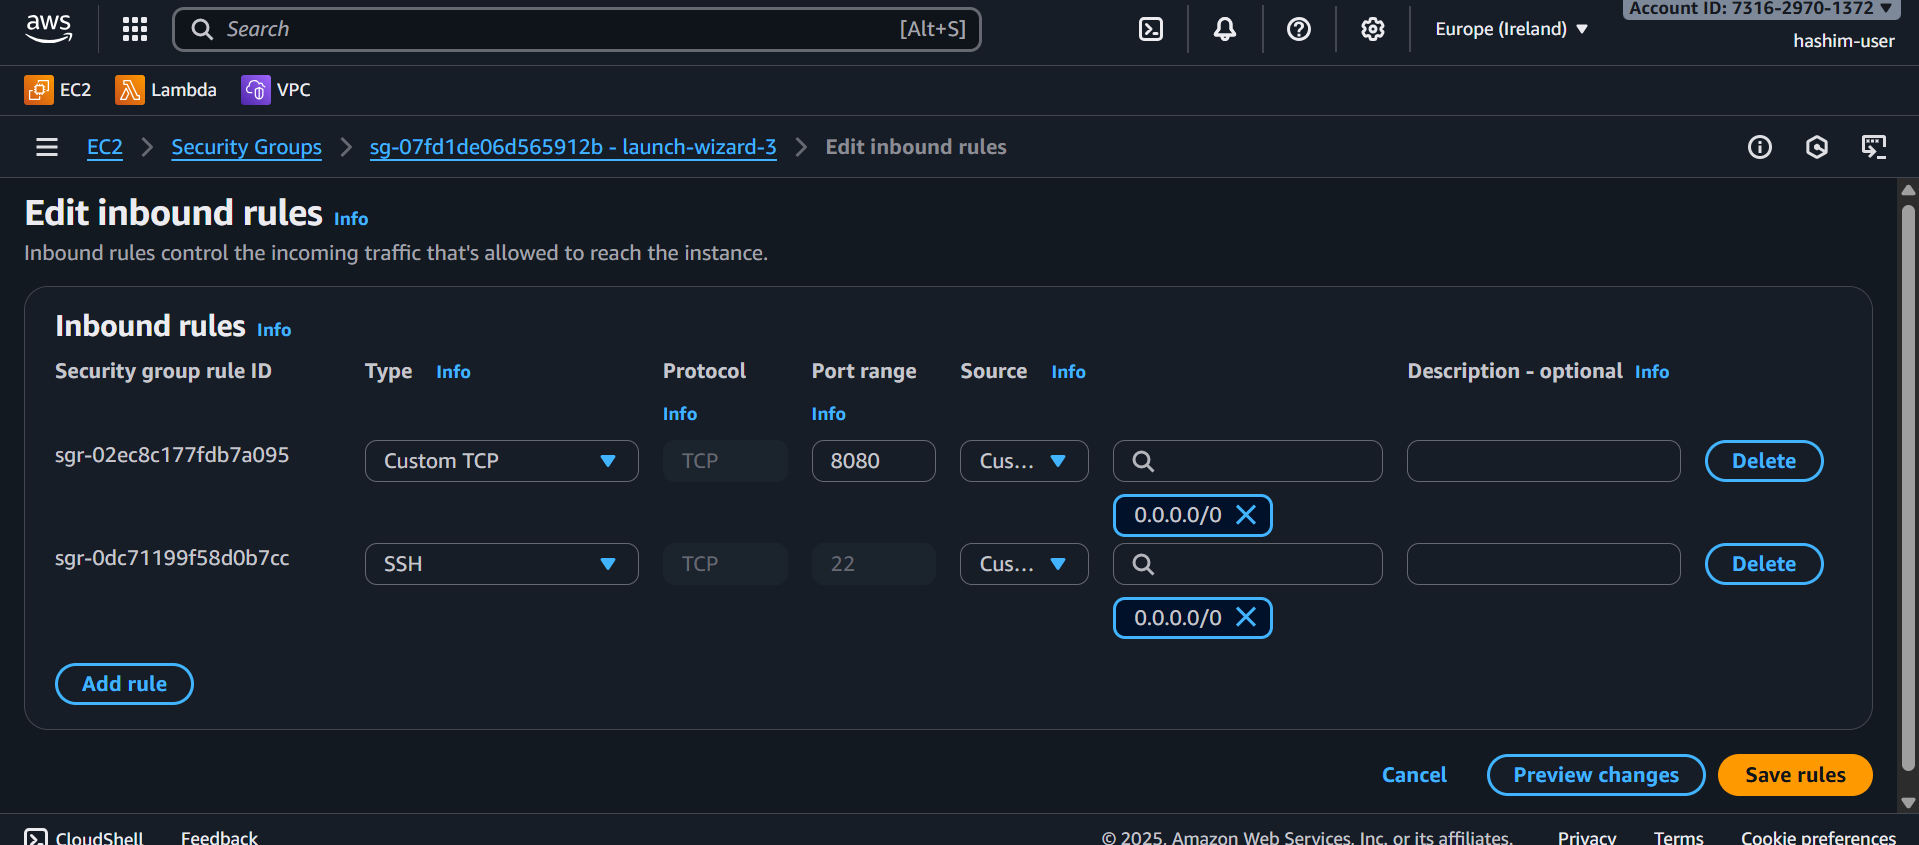 aws
Search [Alt+S]
Europe (Ireland)
Account ID: 7316-2970-1372
hashim-user
EC2 Lambda VPC
EC2 Security Groups sg-07fd1de06d565912b - launch-wizard-3 Edit inbound rules
Edit inbound rules Info
Inbound rules control the incoming traffic that's allowed to reach the instance.
Inbound rules Info
Security group rule ID Type Info Protocol Port range Source Info Description - optional Info
Info Info
sgr-02ec8c177fdb7a095 Custom TCP TCP 8080 Cus... Delete
0.0.0.0/0
sgr-0dc71199f58d0b7cc SSH TCP 22 Cus... Delete
0.0.0.0/0
Add rule
Cancel Preview changes Save rules
CloudShell Feedback © 2025, Amazon Web Services, Inc. or its affiliates. Privacy Terms Cookie preferences